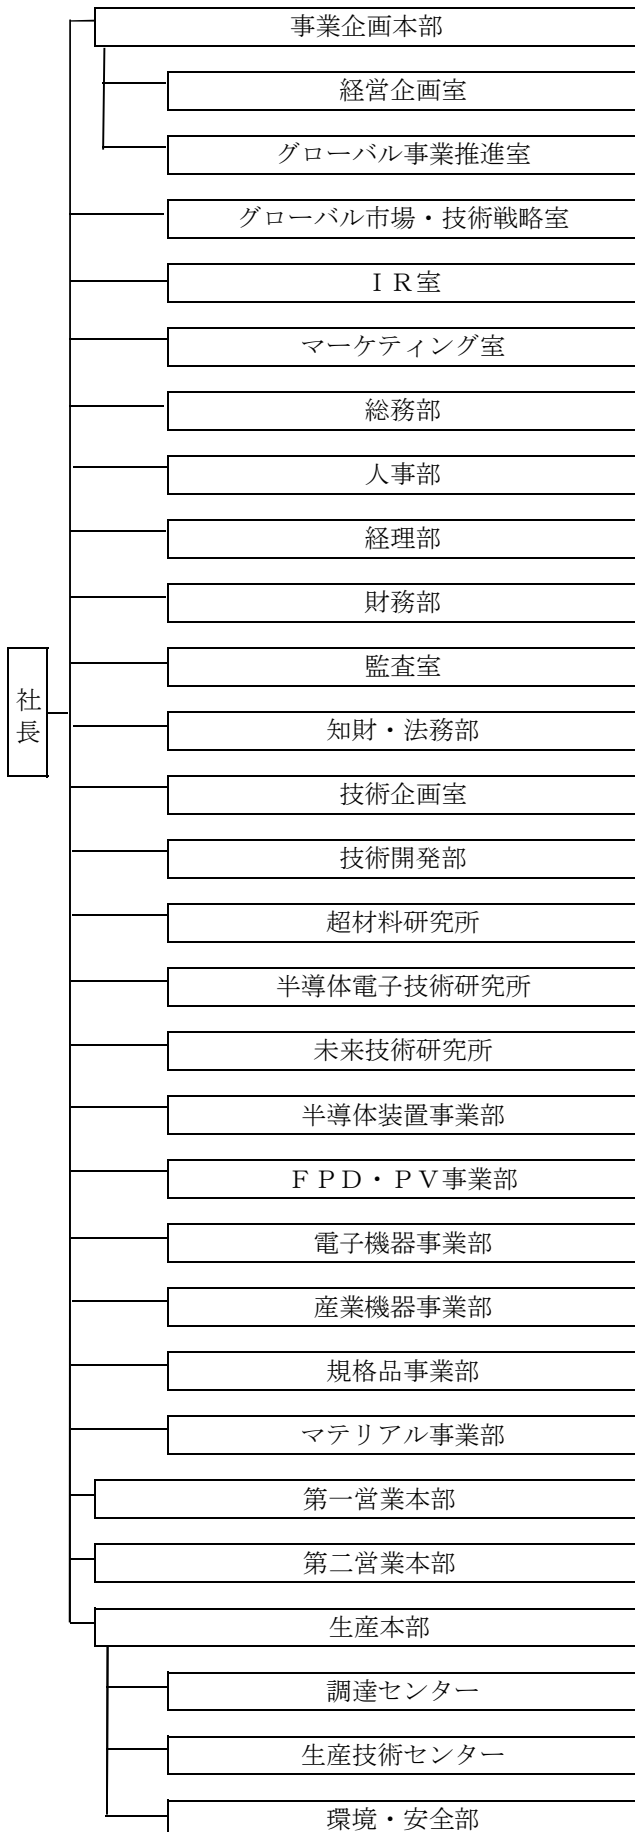 事業企画本部
経営企画室
グローバル事業推進室
グローバル市場・技術戦略室
ＩＲ室
マーケティング室
総務部
人事部
経理部
財務部
監査室
社長
知財・法務部
技術企画室
技術開発部
超材料研究所
半導体電子技術研究所
未来技術研究所
半導体装置事業部
ＦＰＤ・ＰＶ事業部
電子機器事業部
産業機器事業部
規格品事業部
マテリアル事業部
第一営業本部
第二営業本部
生産本部
調達センター
生産技術センター
環境・安全部